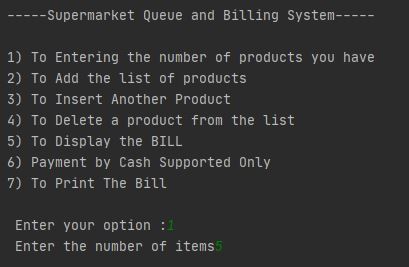 -----Supermarket Queue and Billing System-----
1) To Entering the number of products you have
2) To Add the list of products
3) To Insert Another Product
4) To Delete a product from the list
5) To Display the BILL
6) Payment by Cash Supported Only
7) To Print The Bill
Enter your option :1
Enter the number of items5